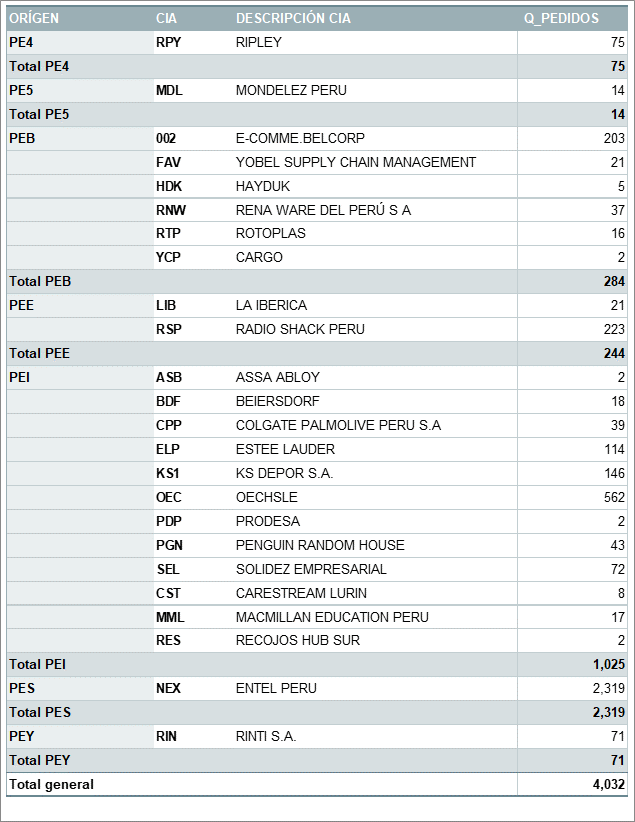 ORÍGEN CIA DESCRIPCIÓN CIA Q_PEDIDOS
PE4 RPY RIPLEY 75
Total PE4 75
PE5 MDL MONDELEZ PERU 14
Total PE5 14
PEB 002 E-COMME.BELCORP 203
FAV YOBEL SUPPLY CHAIN MANAGEMENT 21
HDK HAYDUK 5
RNW RENA WARE DEL PERÚ S A 37
RTP ROTOPLAS 16
YCP CARGO 2
Total PEB 284
PEE LIB LA IBERICA 21
RSP RADIO SHACK PERU 223
Total PEE 244
PEI ASB ASSA ABLOY 2
BDF BEIERSDORF 18
CPP COLGATE PALMOLIVE PERU S.A 39
ELP ESTEE LAUDER 114
KS1 KS DEPOR S.A. 146
OEC OECHSLE 562
PDP PRODESA 2
PGN PENGUIN RANDOM HOUSE 43
SEL SOLIDEZ EMPRESARIAL 72
CST CARESTREAM LURIN 8
MML MACMILLAN EDUCATION PERU 17
RES RECOJOS HUB SUR 2
Total PEI 1,025
PES NEX ENTEL PERU 2,319
Total PES 2,319
PEY RIN RINTI S.A. 71
Total PEY 71
Total general 4,032